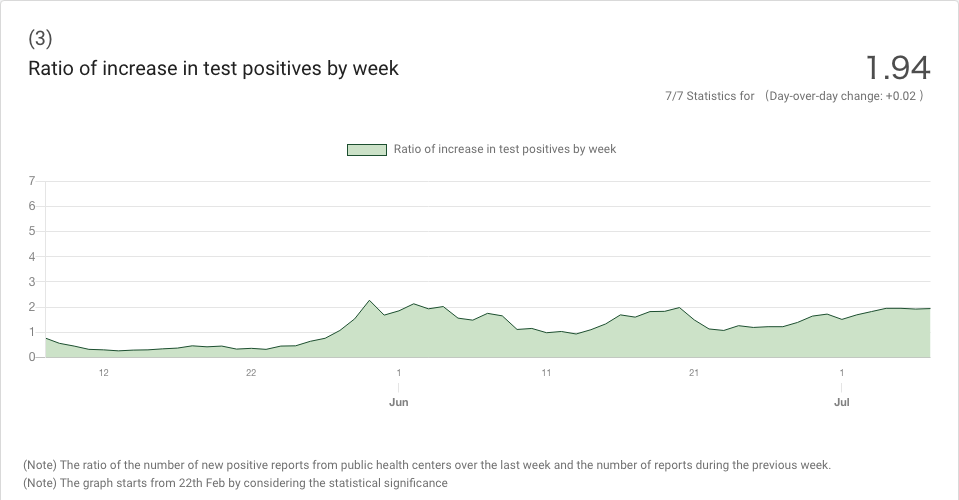 (3)
Ratio of increase in test positives by week
1.94
7/7 Statistics for （Day-over-day change: +0.02 ）
Ratio of increase in test positives by week
7
6
5
4
3
2
1
0
12 22 1 11 21 1
Jun Jul
(Note) The ratio of the number of new positive reports from public health centers over the last week and the number of reports during the previous week.
(Note) The graph starts from 22th Feb by considering the statistical significance